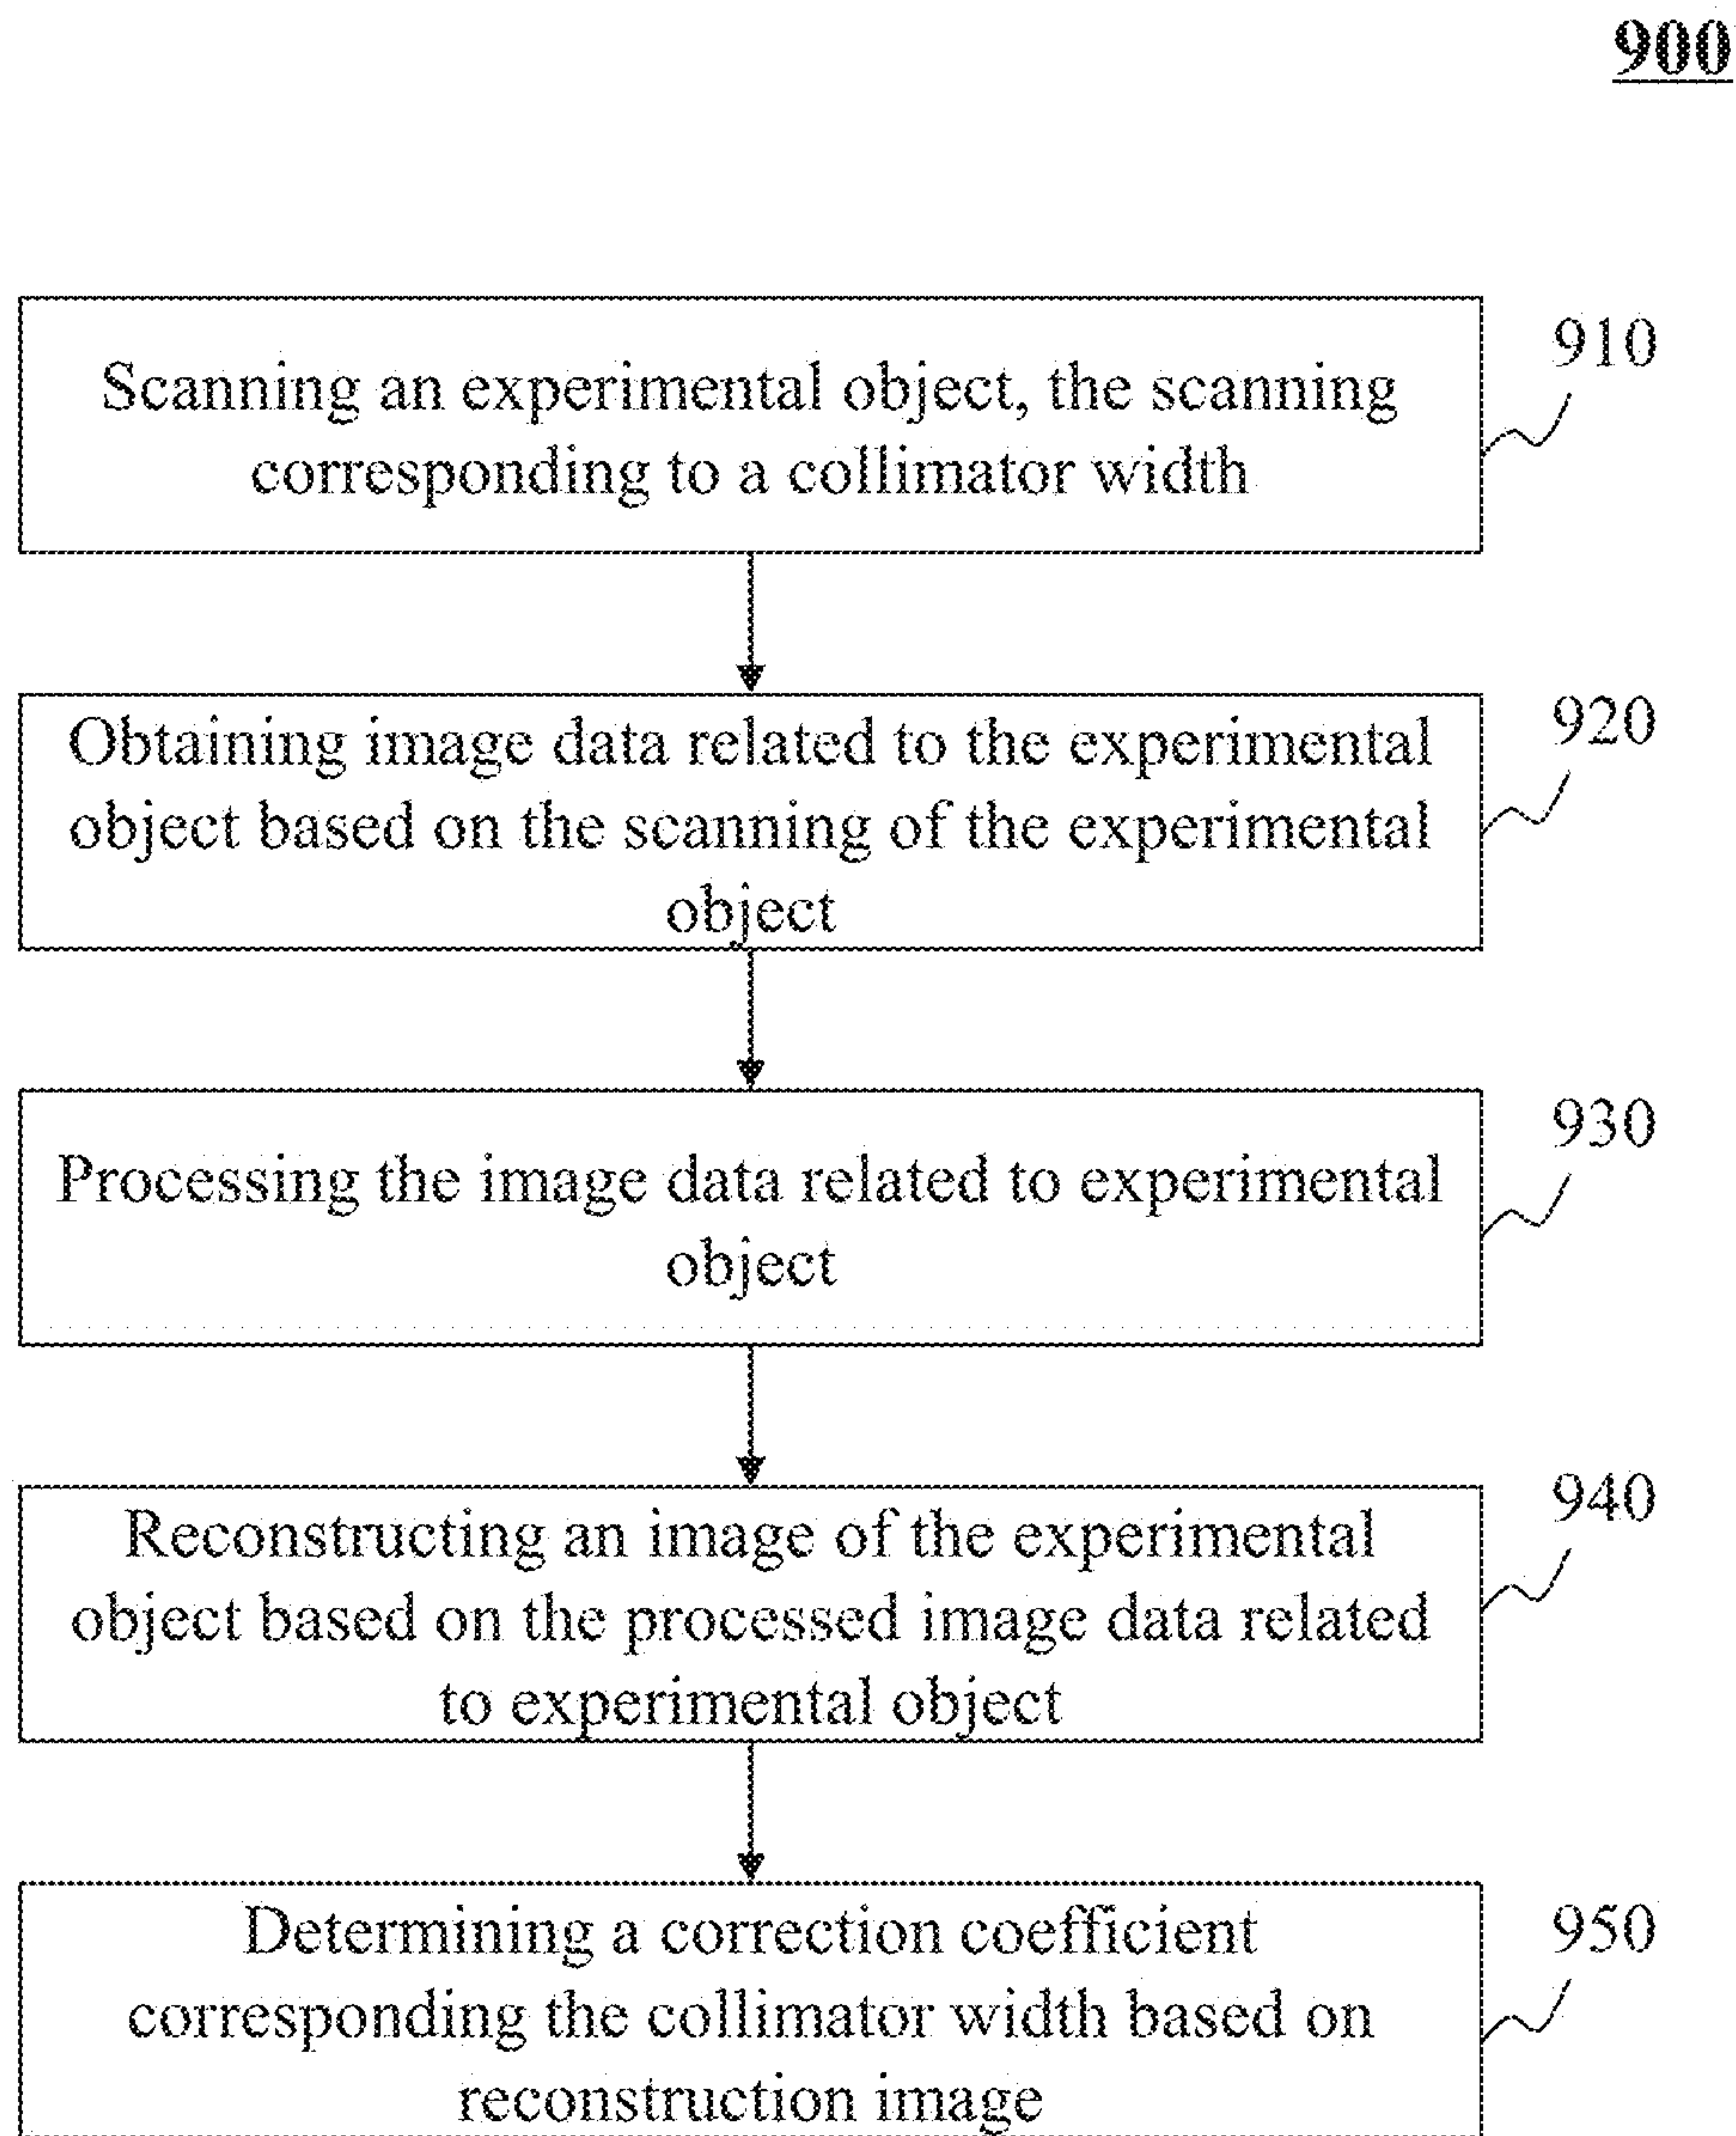 900
Scanning an experimental object, the scanning
corresponding to a collimator width
910
Obtaining image data related to the experimental
object based on the scanning of the experimental
object
920
Processing the image data related to experimental
object
930
Reconstructing an image of the experimental
object based on the processed image data related
to experimental object
940
Determining a correction coefficient
corresponding the collimator width based on
reconstruction image
950